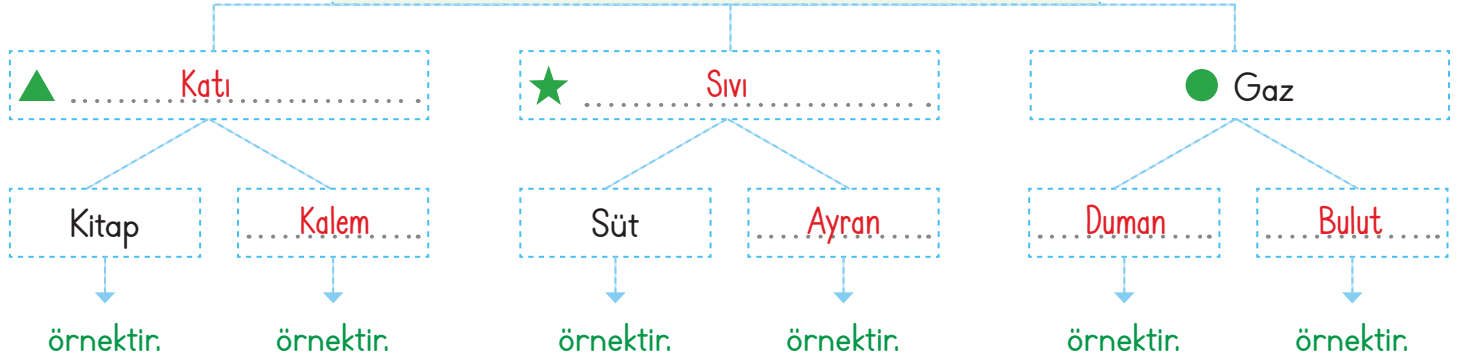 Katı Sıvı Gaz
Kitap Kalem Süt Ayran Duman Bulut
örnektir. örnektir. örnektir. örnektir. örnektir. örnektir.